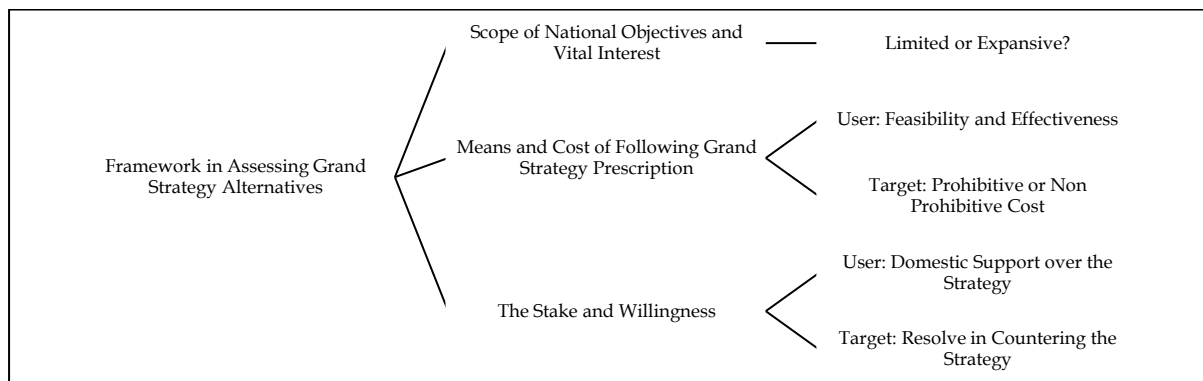 Scope of National Objectives and
Vital Interest
Limited or Expansive?
User: Feasibility and Effectiveness
Framework in Assessing Grand
Strategy Alternatives
Means and Cost of Following Grand
Strategy Prescription
Target: Prohibitive or Non
Prohibitive Cost
User: Domestic Support over the
Strategy
The Stake and Willingness
Target: Resolve in Countering the
Strategy